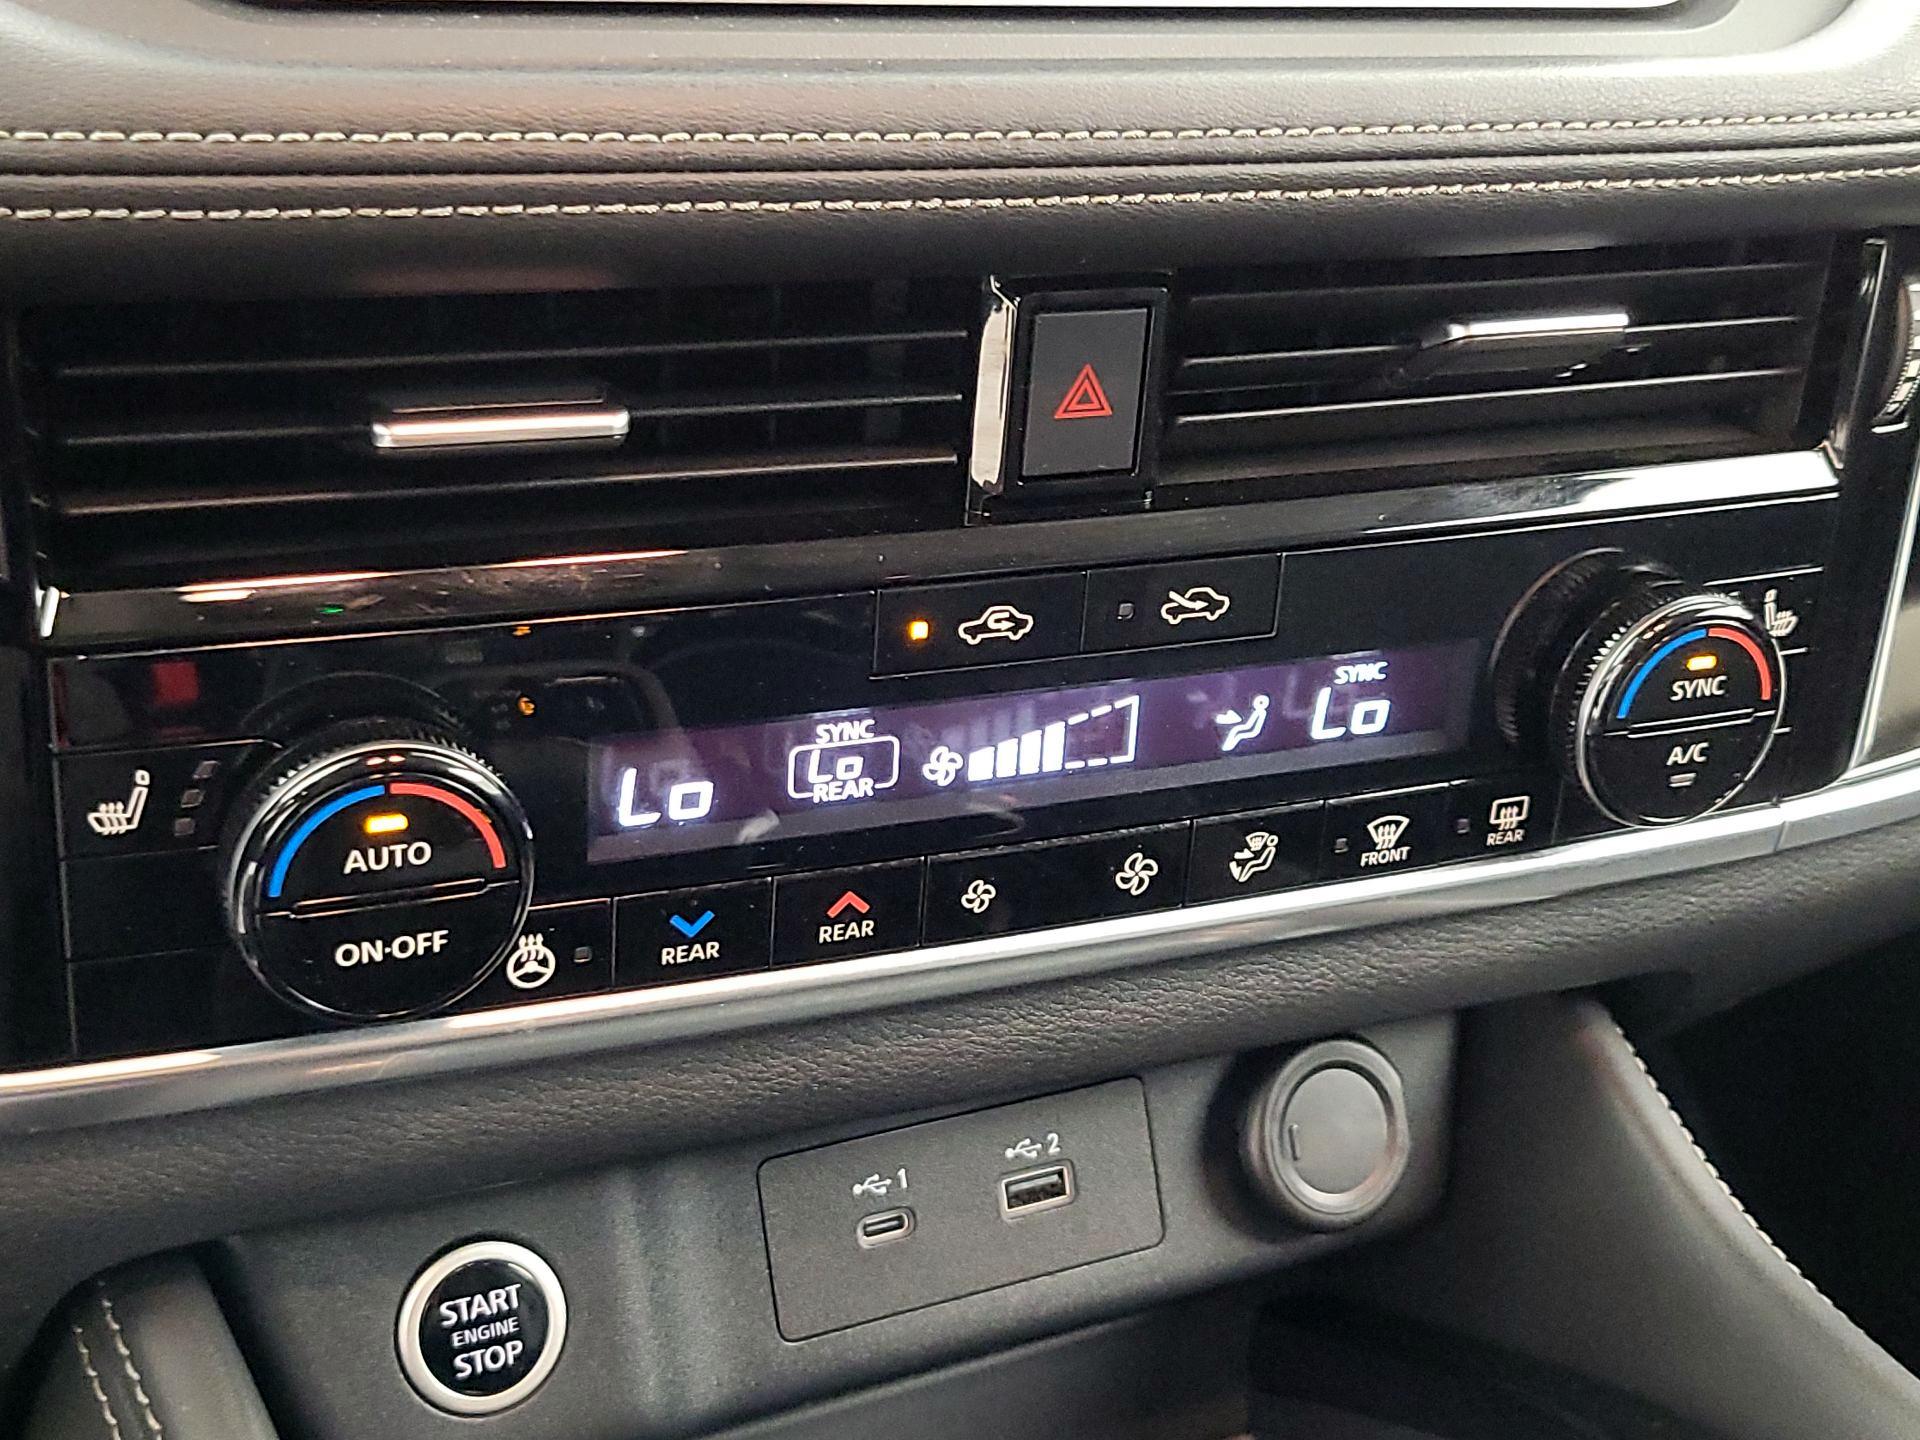 SYNC
SYNC
A/C
SYNC
Lo
Lo
REAR
SYNC
Lo
AUTO
ON·OFF
REAR
REAR
FRONT
REAR
1
2
START
ENGINE
STOP